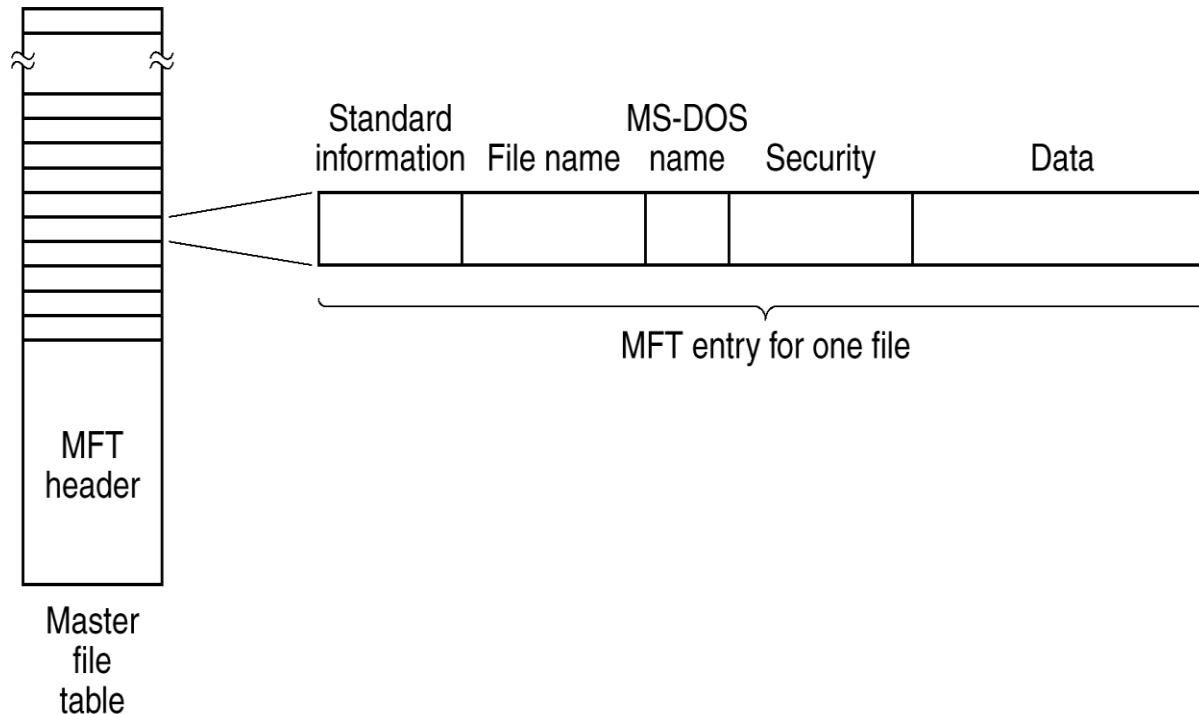 Standard
information
File name
MS-DOS
name
Security
Data
MFT entry for one file
MFT
header
Master
file
table